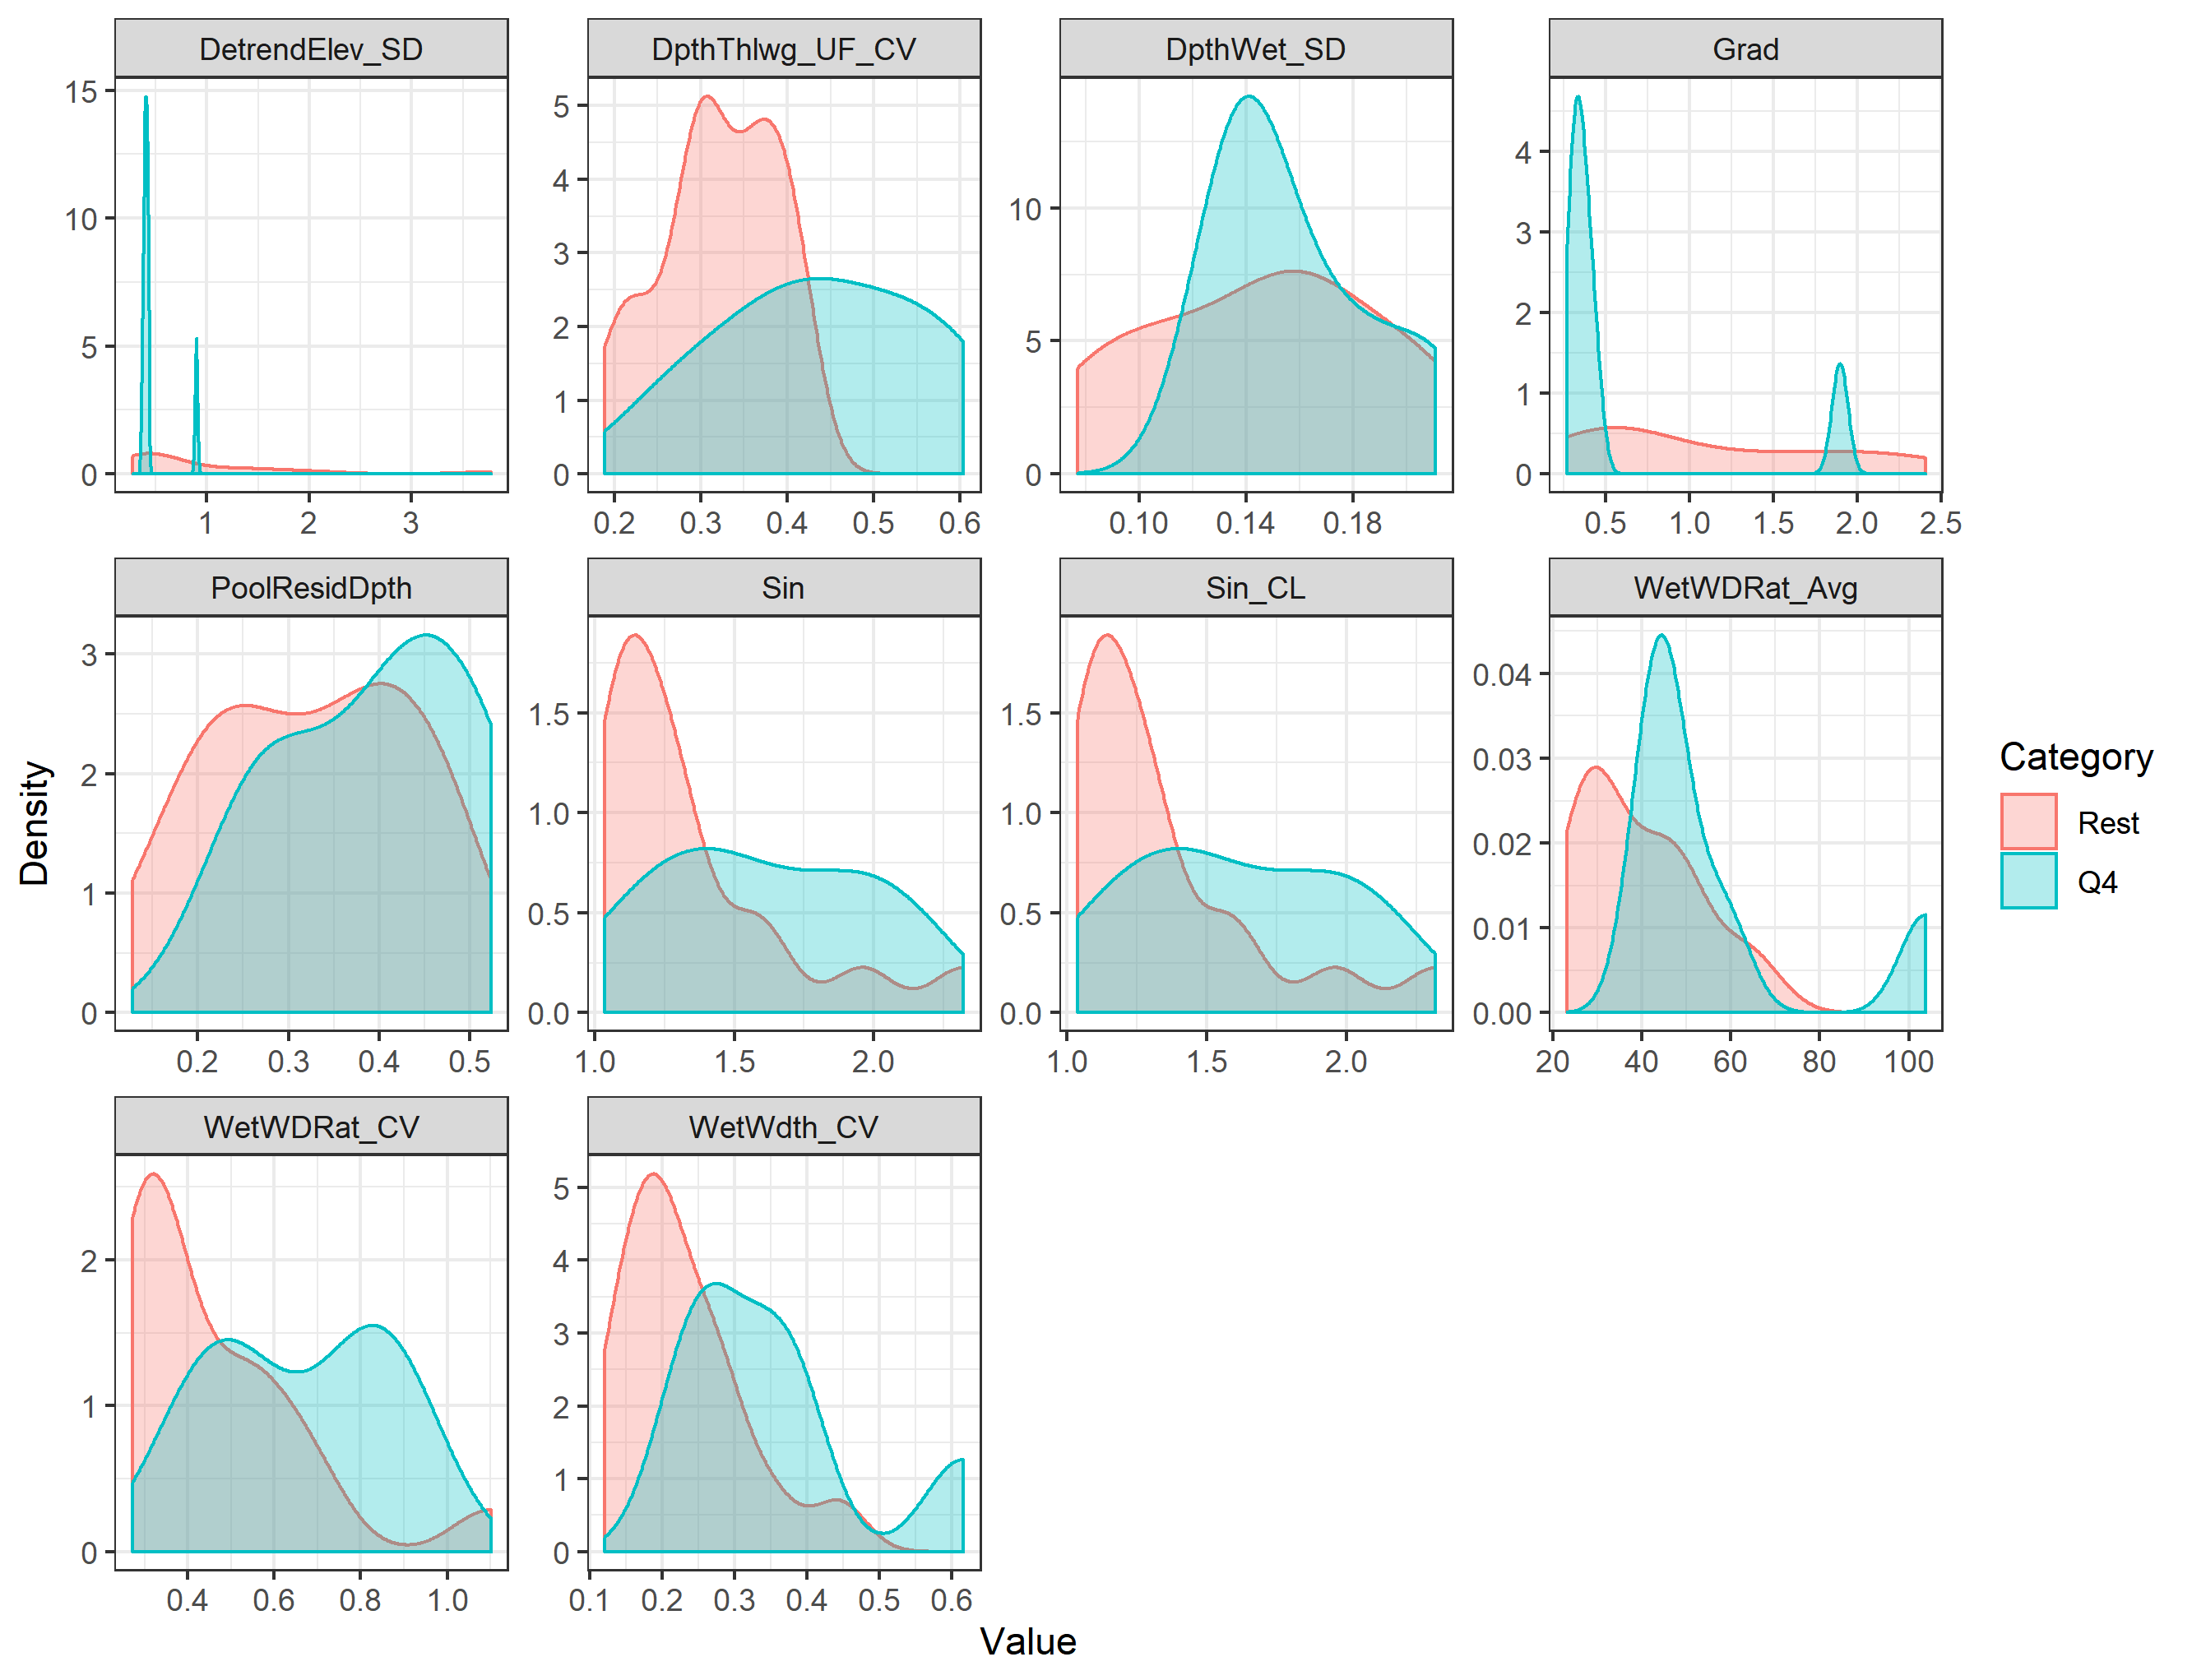 DetrendElev_SD
DpthThlwg_UF_CV
DpthWet_SD
Grad
15
10
5
0
1 2 3
5
4
3
2
1
0
0.2 0.3 0.4 0.5 0.6
10
5
0
0.10 0.14 0.18
4
3
2
1
0
0.5 1.0 1.5 2.0 2.5
PoolResidDpth
Sin
Sin_CL
WetWDRat_Avg
3
2
1
0
0.2 0.3 0.4 0.5
1.5
1.0
0.5
0.0
1.0 1.5 2.0
1.5
1.0
0.5
0.0
1.0 1.5 2.0
0.04
0.03
0.02
0.01
0.00
20 40 60 80 100
WetWDRat_CV
WetWdth_CV
2
1
0
0.4 0.6 0.8 1.0
5
4
3
2
1
0
0.1 0.2 0.3 0.4 0.5 0.6
Density
Value
Category
Rest
Q4